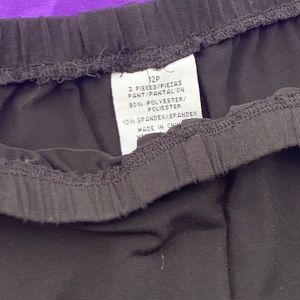 12P
2 PIECES/PIEZAS
PANT/PANTALON
90% POLYESTER/
POLIESTER
10% SPANDEX/SPANDEX
MADE IN CHINA